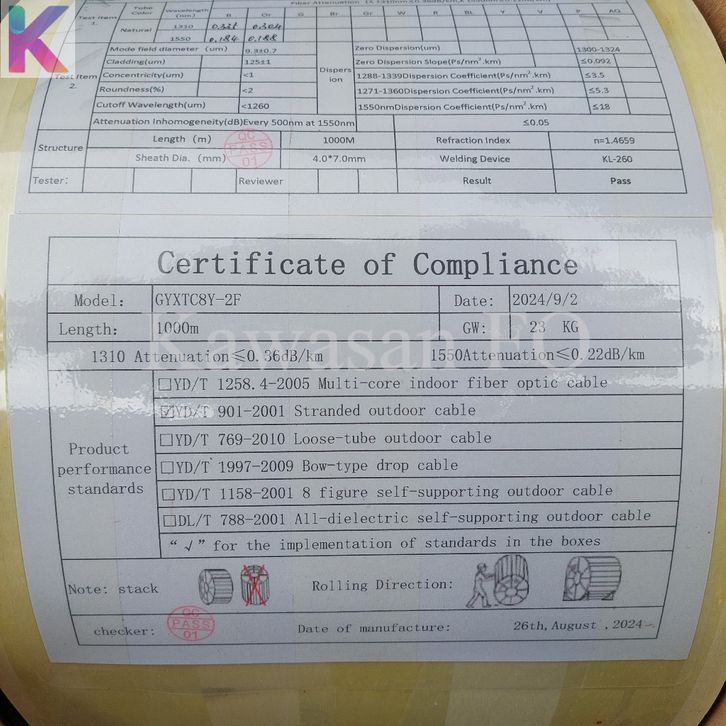 Fiber Attenuation
Test Item 1. Tube Color Wavelength (nm) B Or G Br Gr W R BL Y V P AQ
Natural 1310 0.304
1550 0.184 0.188
Test Item 2.
Mode field diameter (um) 9.3±0.7 Dispersion Zero Dispersion(um) 1300-1324
Cladding(um) 125±1 Zero Dispersion Slope(Ps/nm².km) ≤0.092
Concentricity(um) <1 1288-1339Dispersion Coefficient(Ps/nm.km) ≤3.5
Roundness(%) <2 1271-1360Dispersion Coefficient(Ps/nm.km) ≤5.3
Cutoff Wavelength(um) <1260 1550nmDispersion Coefficient(Ps/nm.km) ≤18
Attenuation Inhomogeneity(dB)Every 500nm at 1550nm ≤0.05
Structure Length (m) 1000M Refraction Index n=1.4659
Sheath Dia. (mm) 4.0*7.0mm Welding Device KL-260
QC
PASS
01
Tester: Reviewer Result Pass
Certificate of Compliance
Model: GYXTC8Y-2F Date: 2024/9/2
Length: 1000m GW: 23 KG
Kawasan FO
1310 Attenuation≤0.36dB/km 1550Attenuation≤0.22dB/km
Product performance standards
□YD/T 1258.4-2005 Multi-core indoor fiber optic cable
☑YD/T 901-2001 Stranded outdoor cable
□YD/T 769-2010 Loose-tube outdoor cable
□YD/T 1997-2009 Bow-type drop cable
□YD/T 1158-2001 8 figure self-supporting outdoor cable
□DL/T 788-2001 All-dielectric self-supporting outdoor cable
“√” for the implementation of standards in the boxes
Note: stack Rolling Direction:
checker: QC PASS 01 Date of manufacture: 26th, August , 2024